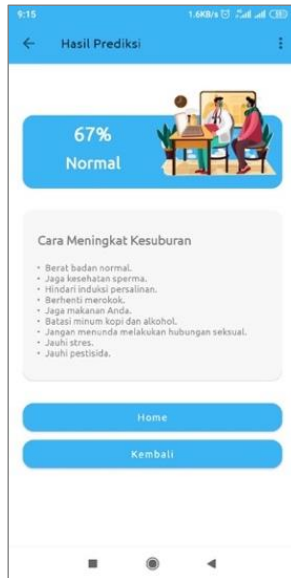 9:15
1.6KB/s
Hasil Prediksi
67%
Normal
Cara Meningkat Kesuburan
• Berat badan normal.
• Jaga kesehatan sperma.
• Hindari induksi persalinan.
• Berhenti merokok.
• Jaga makanan Anda.
• Batasi minum kopi dan alkohol.
• Jangan menunda melakukan hubungan seksual.
• Jauhi stres.
• Jauhi pestisida.
Home
Kembali